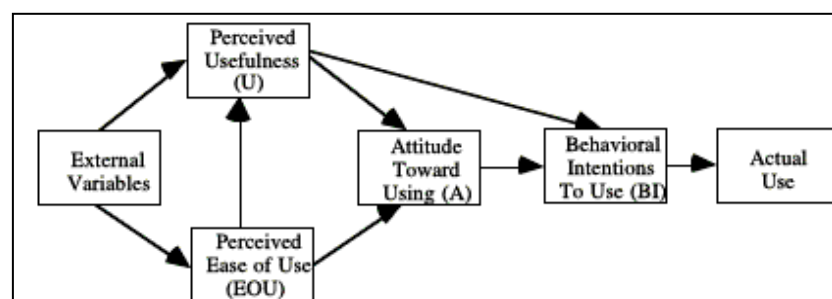 Perceived
Usefulness
(U)
External
Variables
Perceived
Ease of Use
(EOU)
Attitude
Toward
Using (A)
Behavioral
Intentions
To Use (BI)
Actual
Use